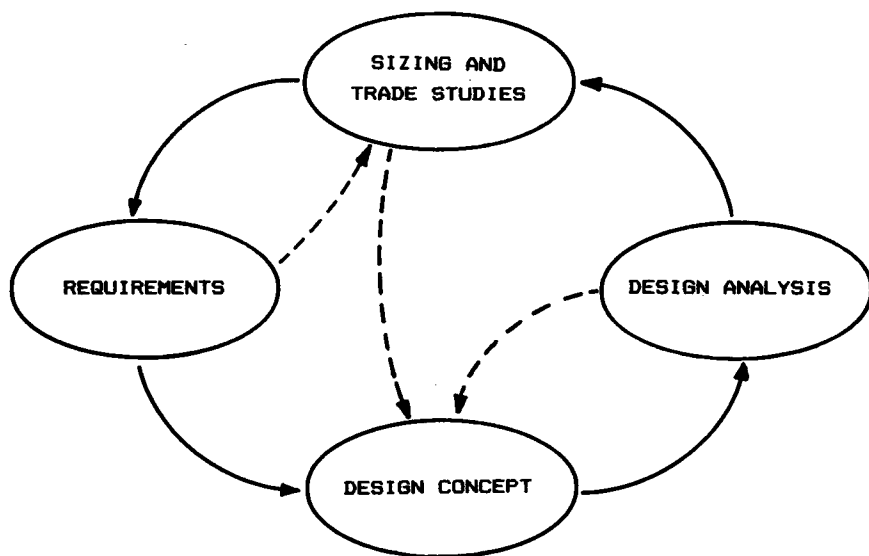 SIZING AND
TRADE STUDIES
REQUIREMENTS
DESIGN ANALYSIS
DESIGN CONCEPT